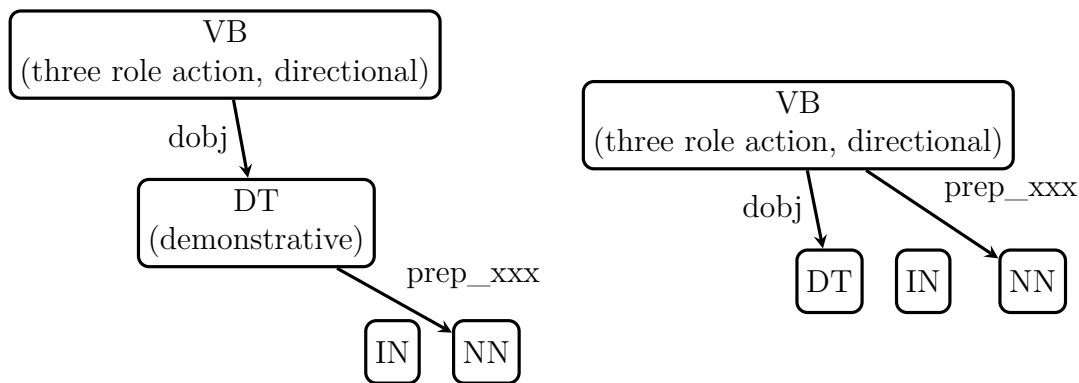 VB
(three role action, directional)
dobj
DT
(demonstrative)
prep_xxx
IN
NN
VB
(three role action, directional)
prep_xxx
dobj
DT
IN
NN